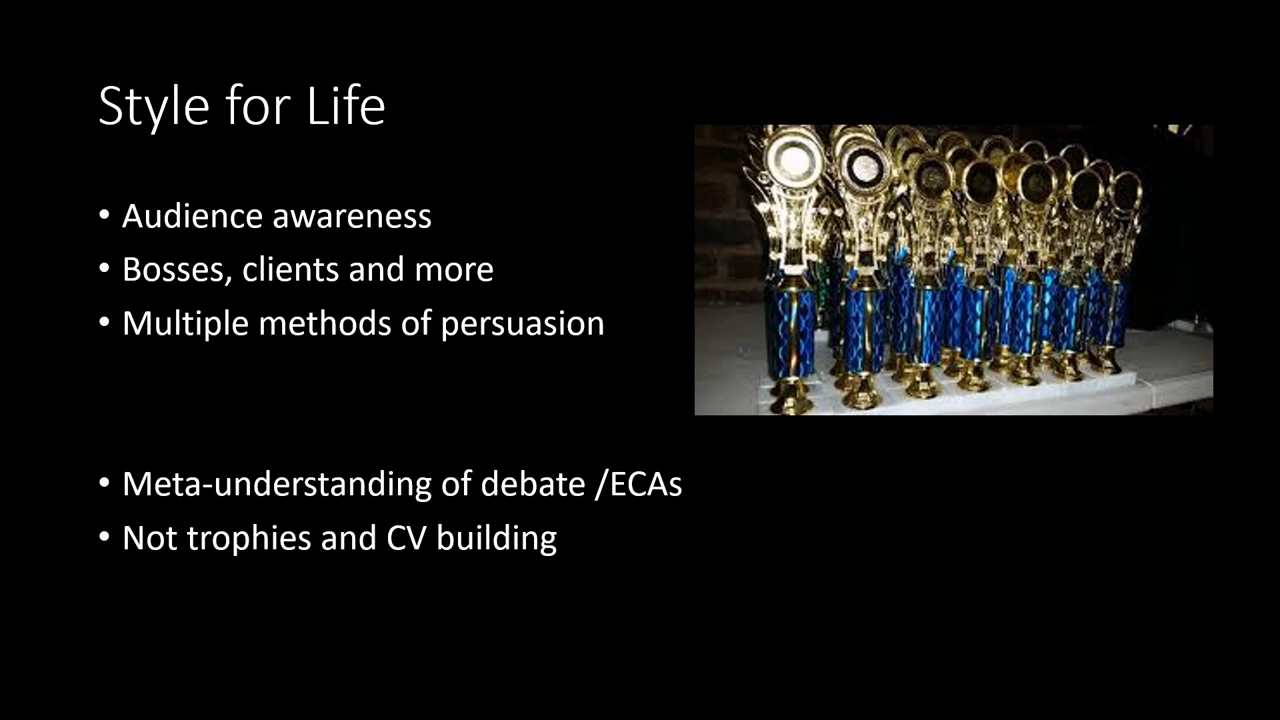 Style for Life
• Audience awareness
• Bosses, clients and more
• Multiple methods of persuasion
• Meta-understanding of debate /ECAs
• Not trophies and CV building